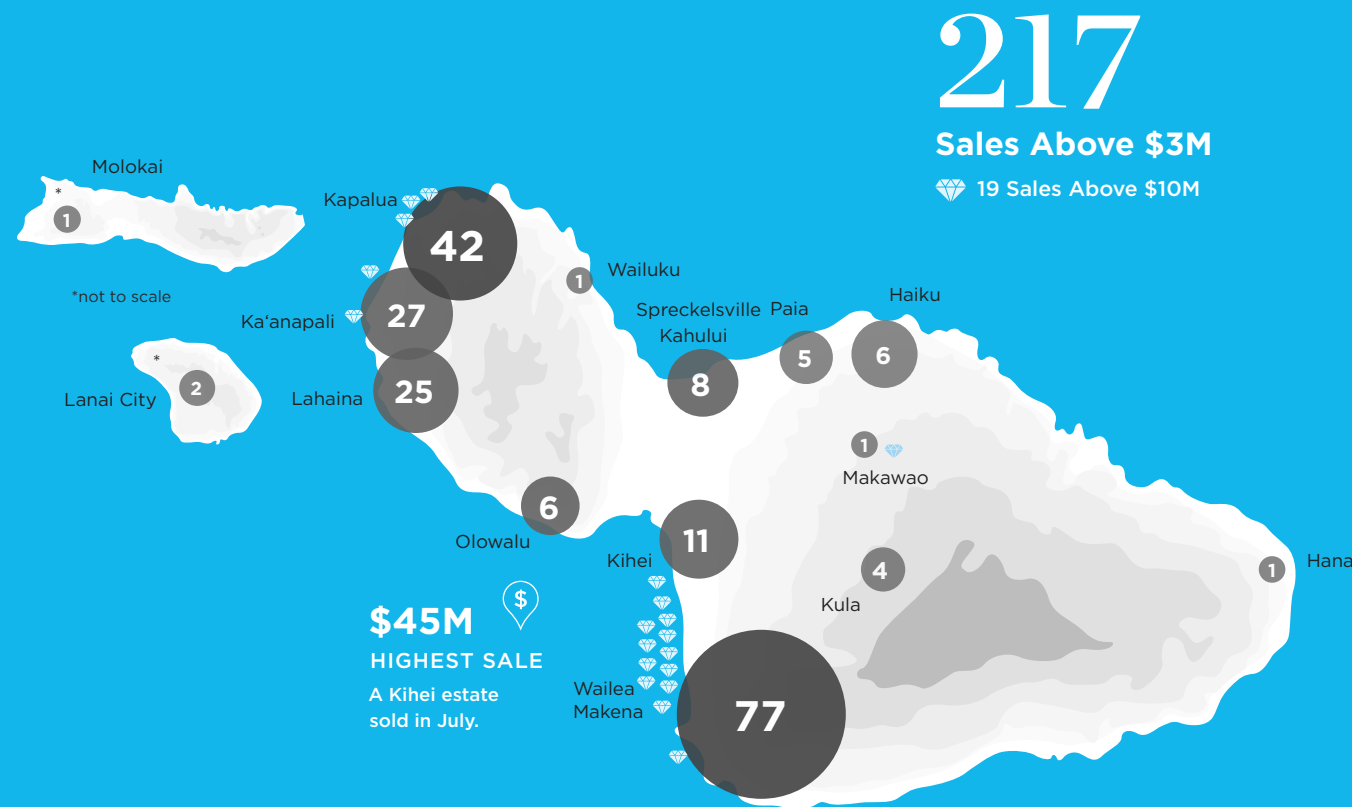 217
Sales Above $3M
19 Sales Above $10M
Molokai
*
1
*not to scale
*
2
Lanai City
Kapalua
42
Ka‘anapali
27
Lahaina
25
1
Wailuku
Spreckelsville
Kahului
8
Paia
5
Haiku
6
1
Makawao
6
Olowalu
Kihei
11
4
Kula
1
Hana
$45M
$
HIGHEST SALE
A Kihei estate
sold in July.
Wailea
Makena
77